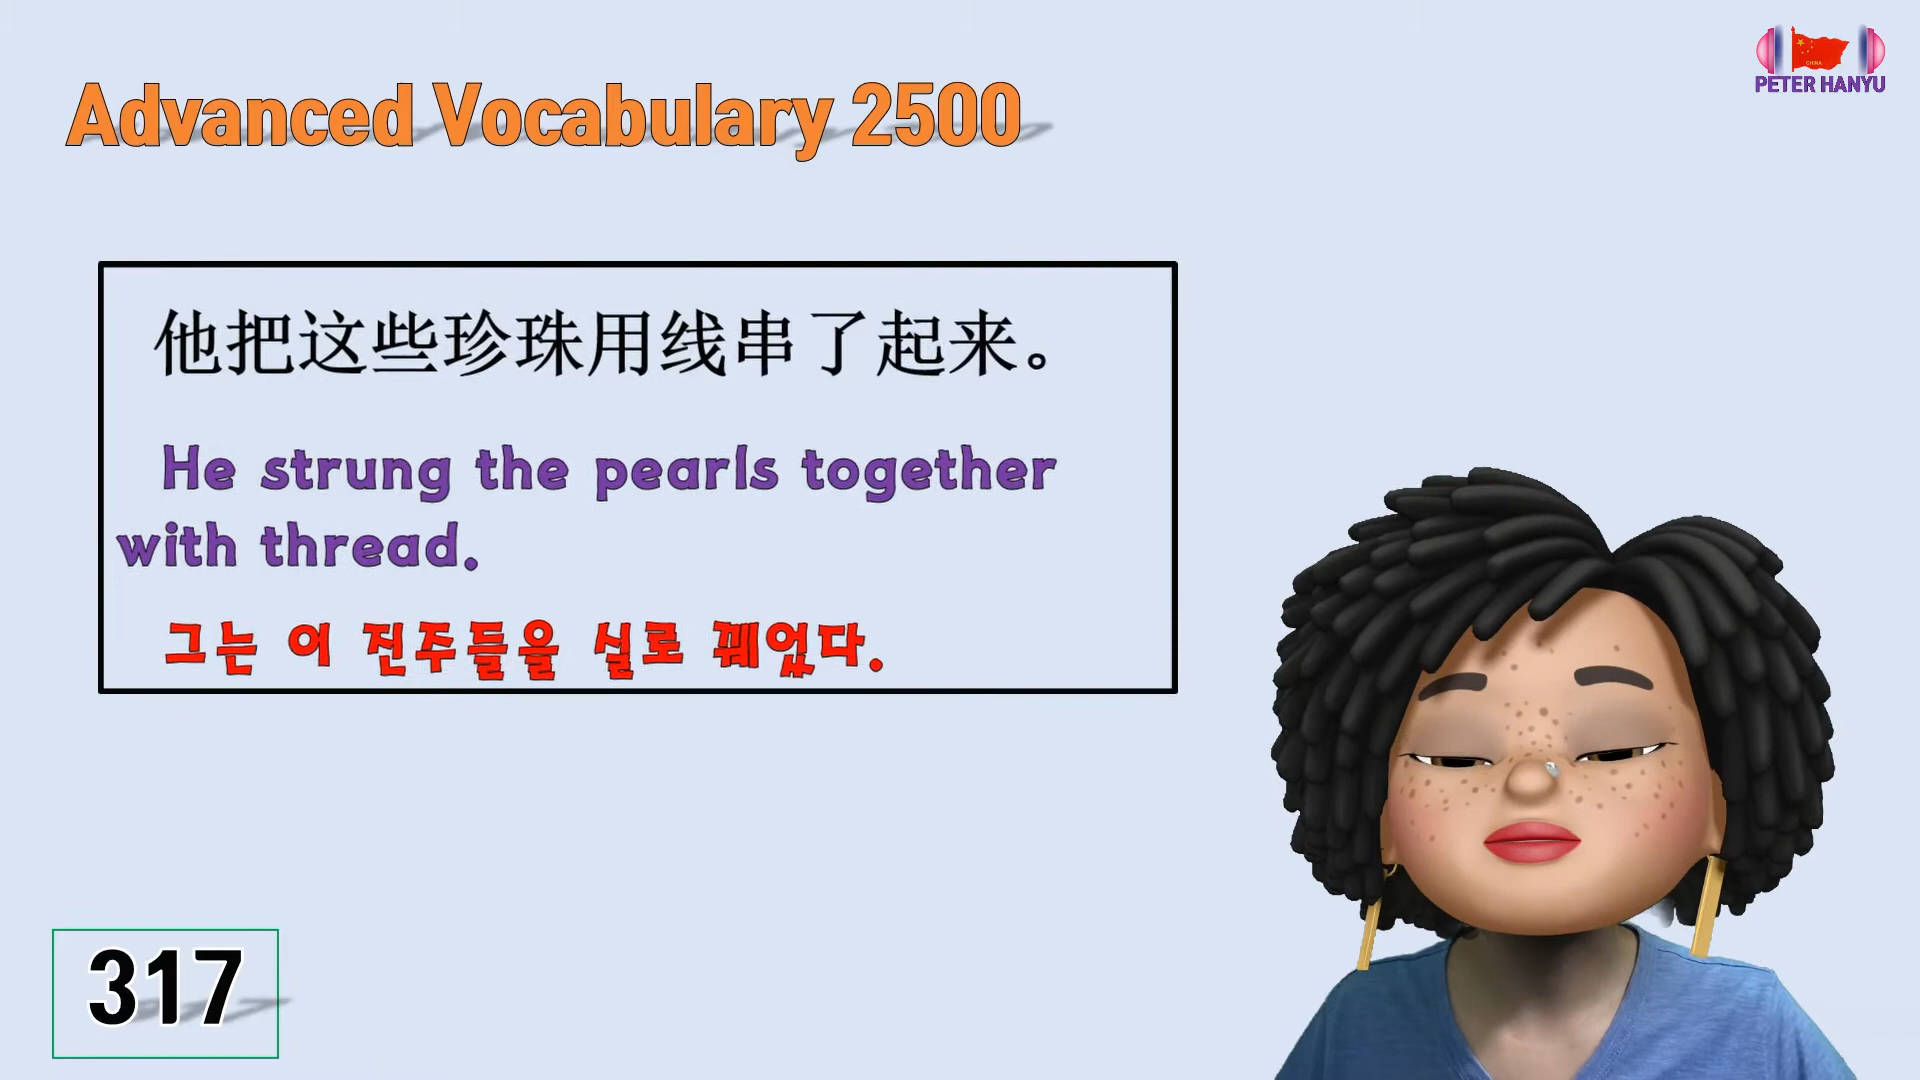 CHINA
PETER HANYU
Advanced Vocabulary 2500
他把这些珍珠用线串了起来。
He strung the pearls together
with thread.
그는 이 진주들을 실로 꿰었다.
317